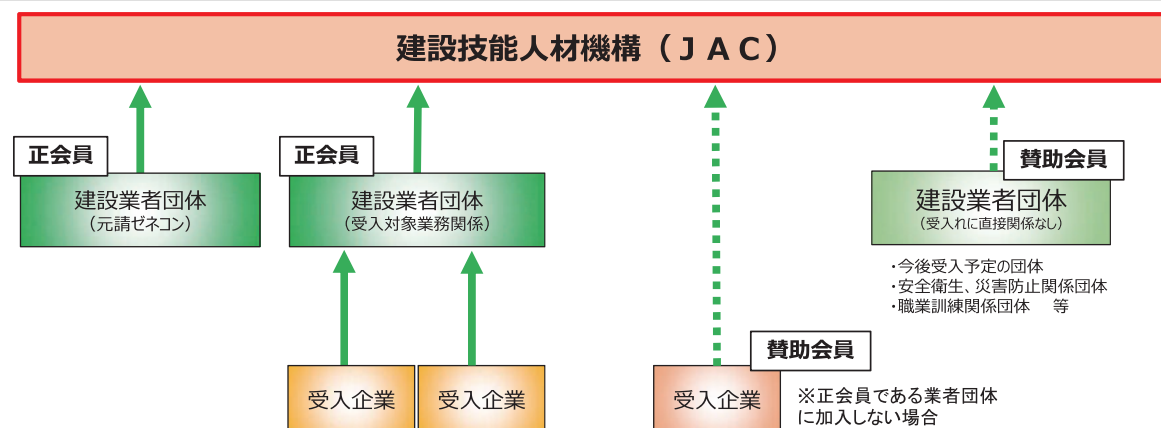 建設技能人材機構（ＪＡＣ）
正会員
建設業者団体
（元請ゼネコン）
正会員
建設業者団体
（受入対象業務関係）
賛助会員
建設業者団体
（受入れに直接関係なし）
・今後受入予定の団体
・安全衛生、災害防止関係団体
・職業訓練関係団体　等
受入企業
受入企業
賛助会員
受入企業
※正会員である業者団体
に加入しない場合